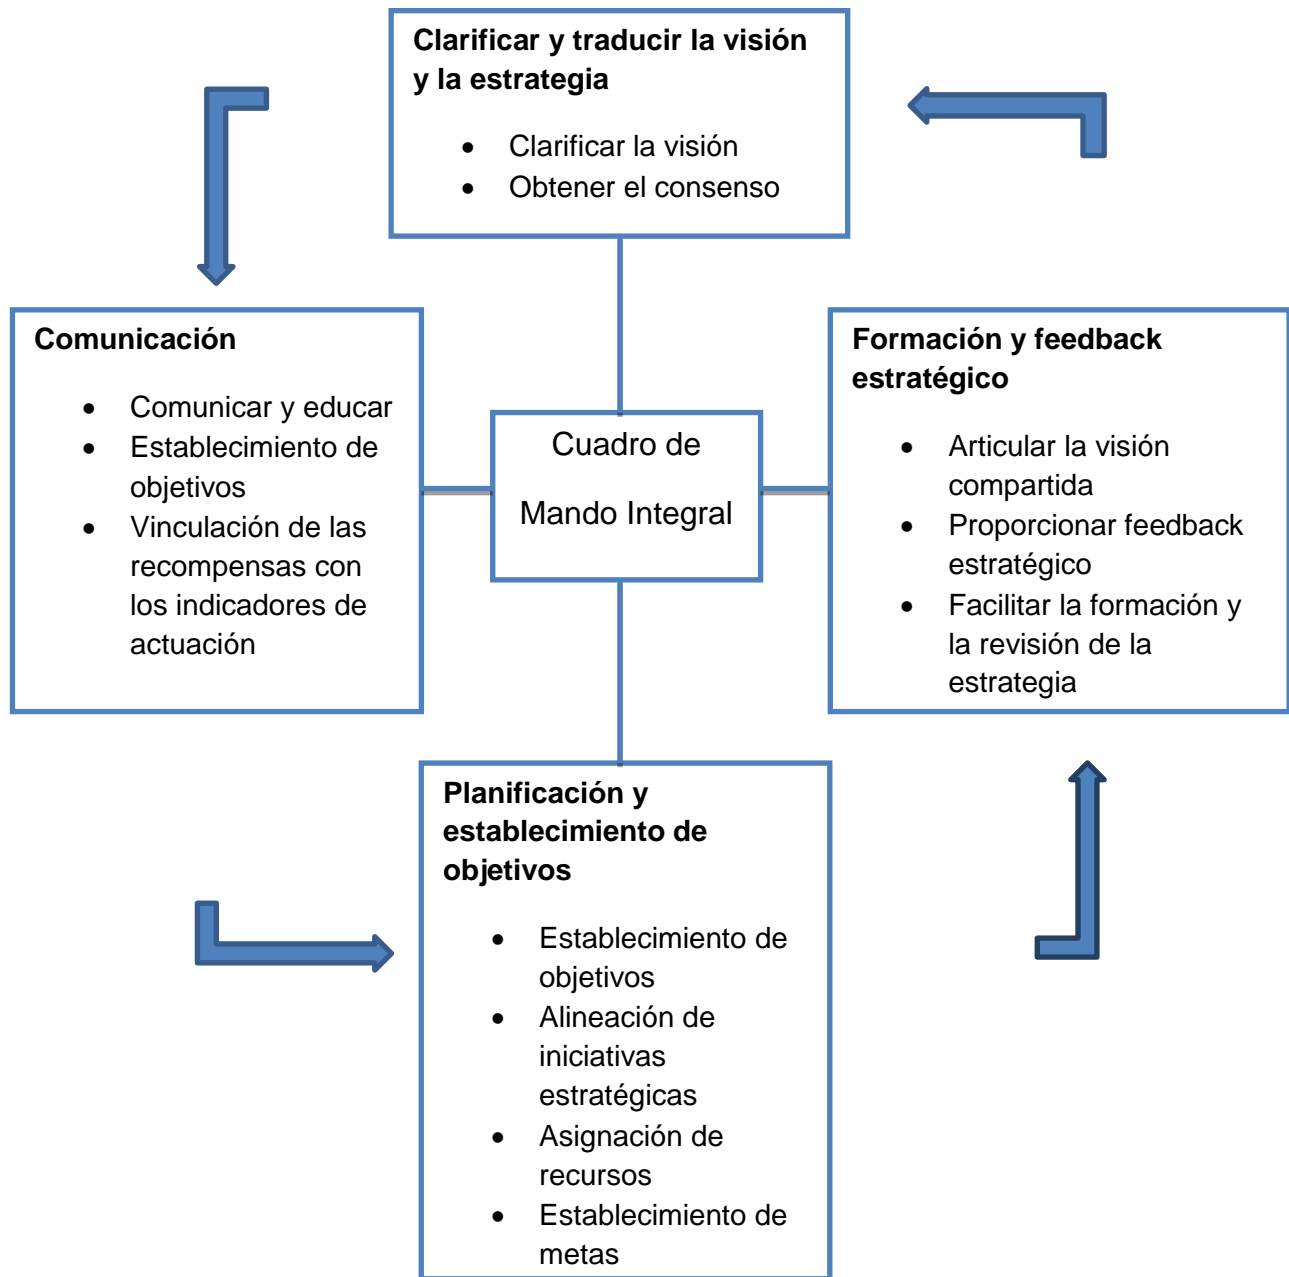 Clarificar y traducir la visión
y la estrategia
• Clarificar la visión
• Obtener el consenso
Comunicación
• Comunicar y educar
• Establecimiento de
objetivos
• Vinculación de las
recompensas con
los indicadores de
actuación
Cuadro de
Mando Integral
Formación y feedback
estratégico
• Articular la visión
compartida
• Proporcionar feedback
estratégico
• Facilitar la formación y
la revisión de la
estrategia
Planificación y
establecimiento de
objetivos
• Establecimiento de
objetivos
• Alineación de
iniciativas
estratégicas
• Asignación de
recursos
• Establecimiento de
metas